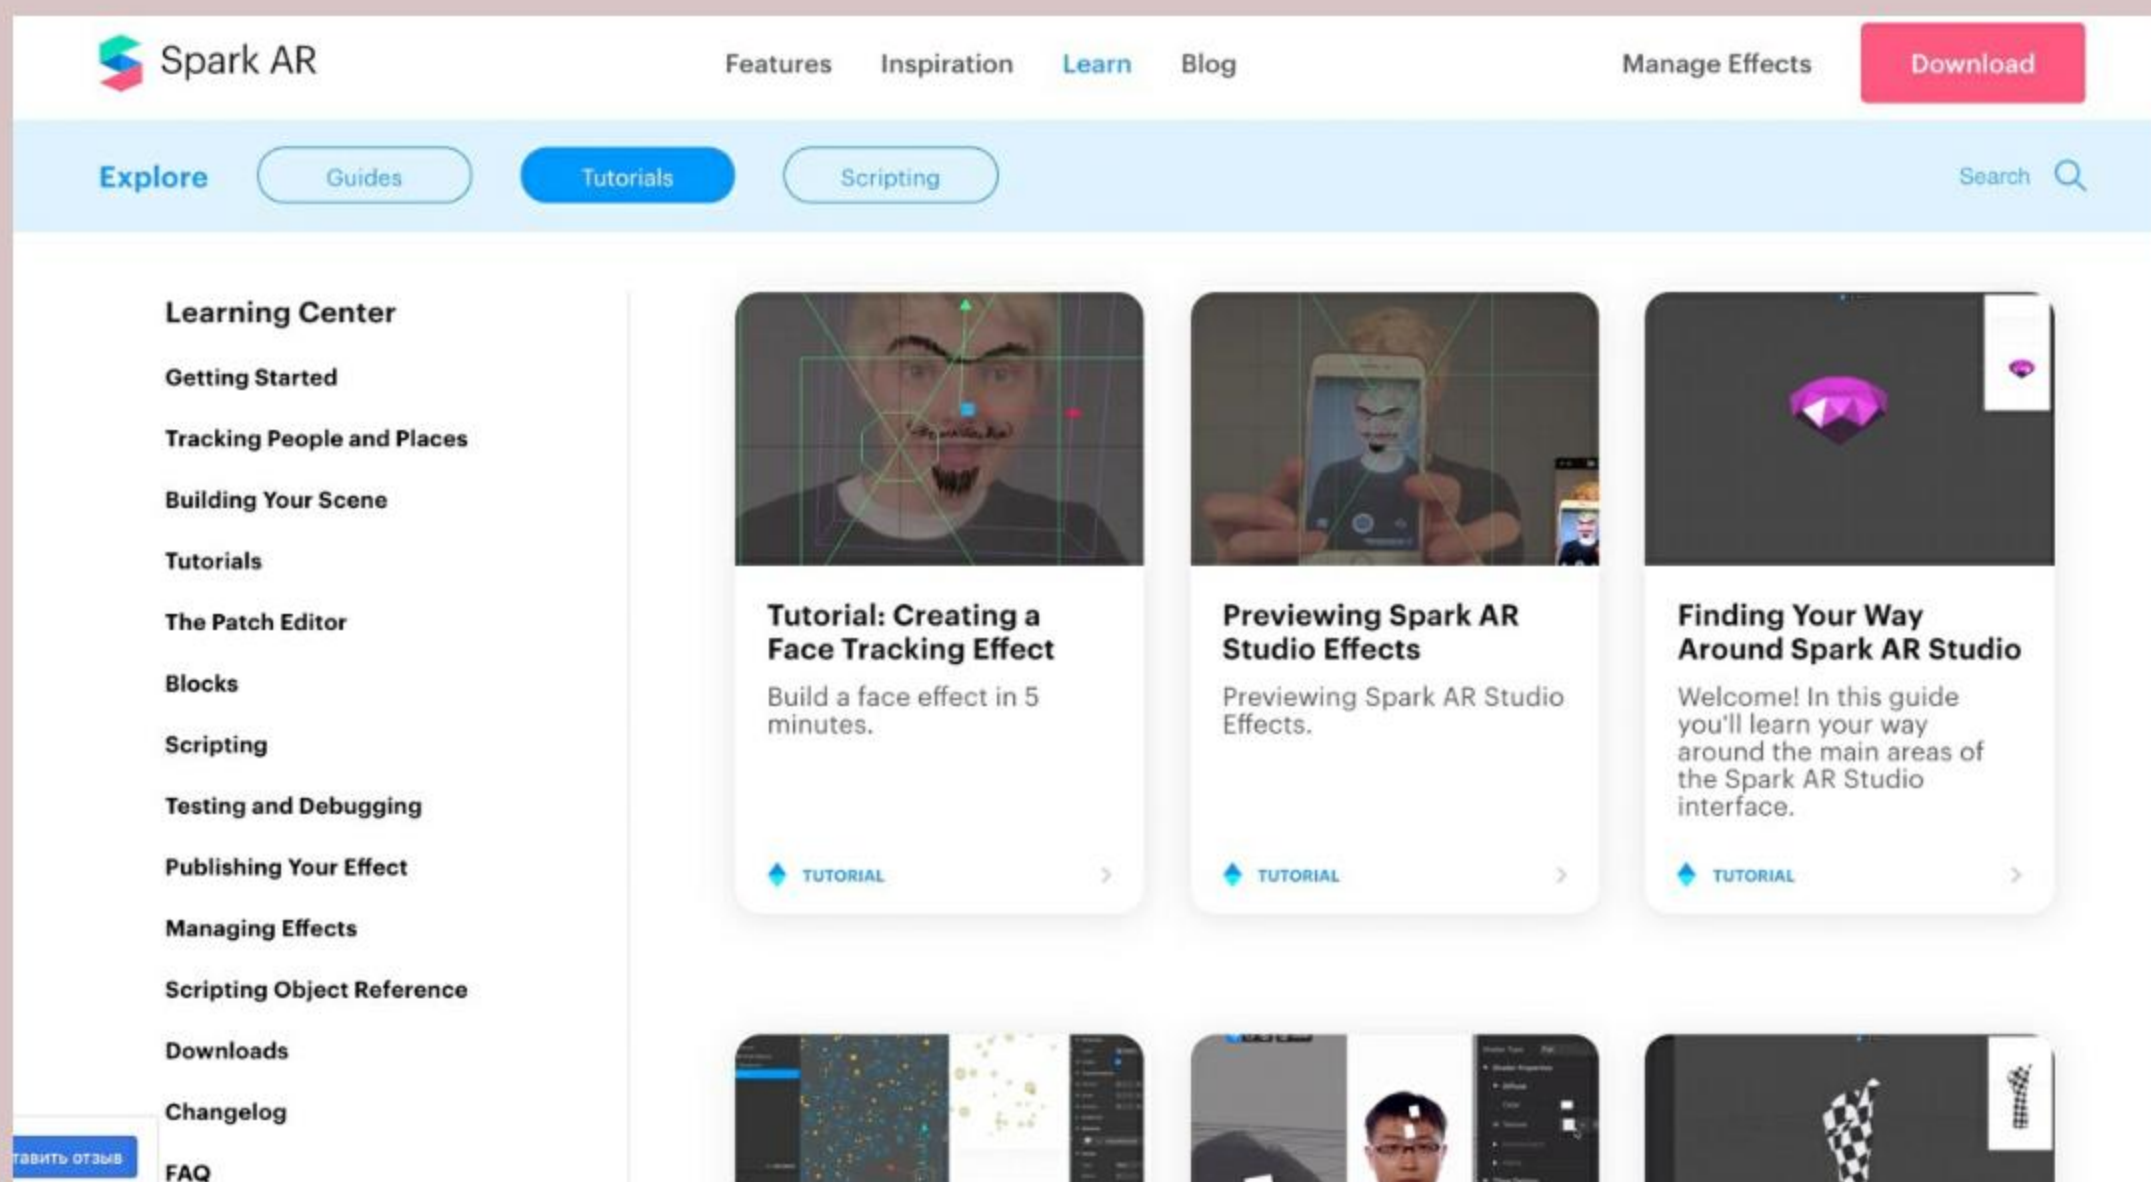 Spark AR
Features
Inspiration
Learn
Blog
Manage Effects
Download
Explore
Guides
Tutorials
Scripting
Search
Learning Center
Getting Started
Tracking People and Places
Building Your Scene
Tutorials
The Patch Editor
Blocks
Scripting
Testing and Debugging
Publishing Your Effect
Managing Effects
Scripting Object Reference
Downloads
Changelog
FAQ
тавить отзыв
Tutorial: Creating a
Face Tracking Effect
Build a face effect in 5
minutes.
TUTORIAL
Previewing Spark AR
Studio Effects
Previewing Spark AR Studio
Effects.
TUTORIAL
Finding Your Way
Around Spark AR Studio
Welcome! In this guide
you'll learn your way
around the main areas of
the Spark AR Studio
interface.
TUTORIAL